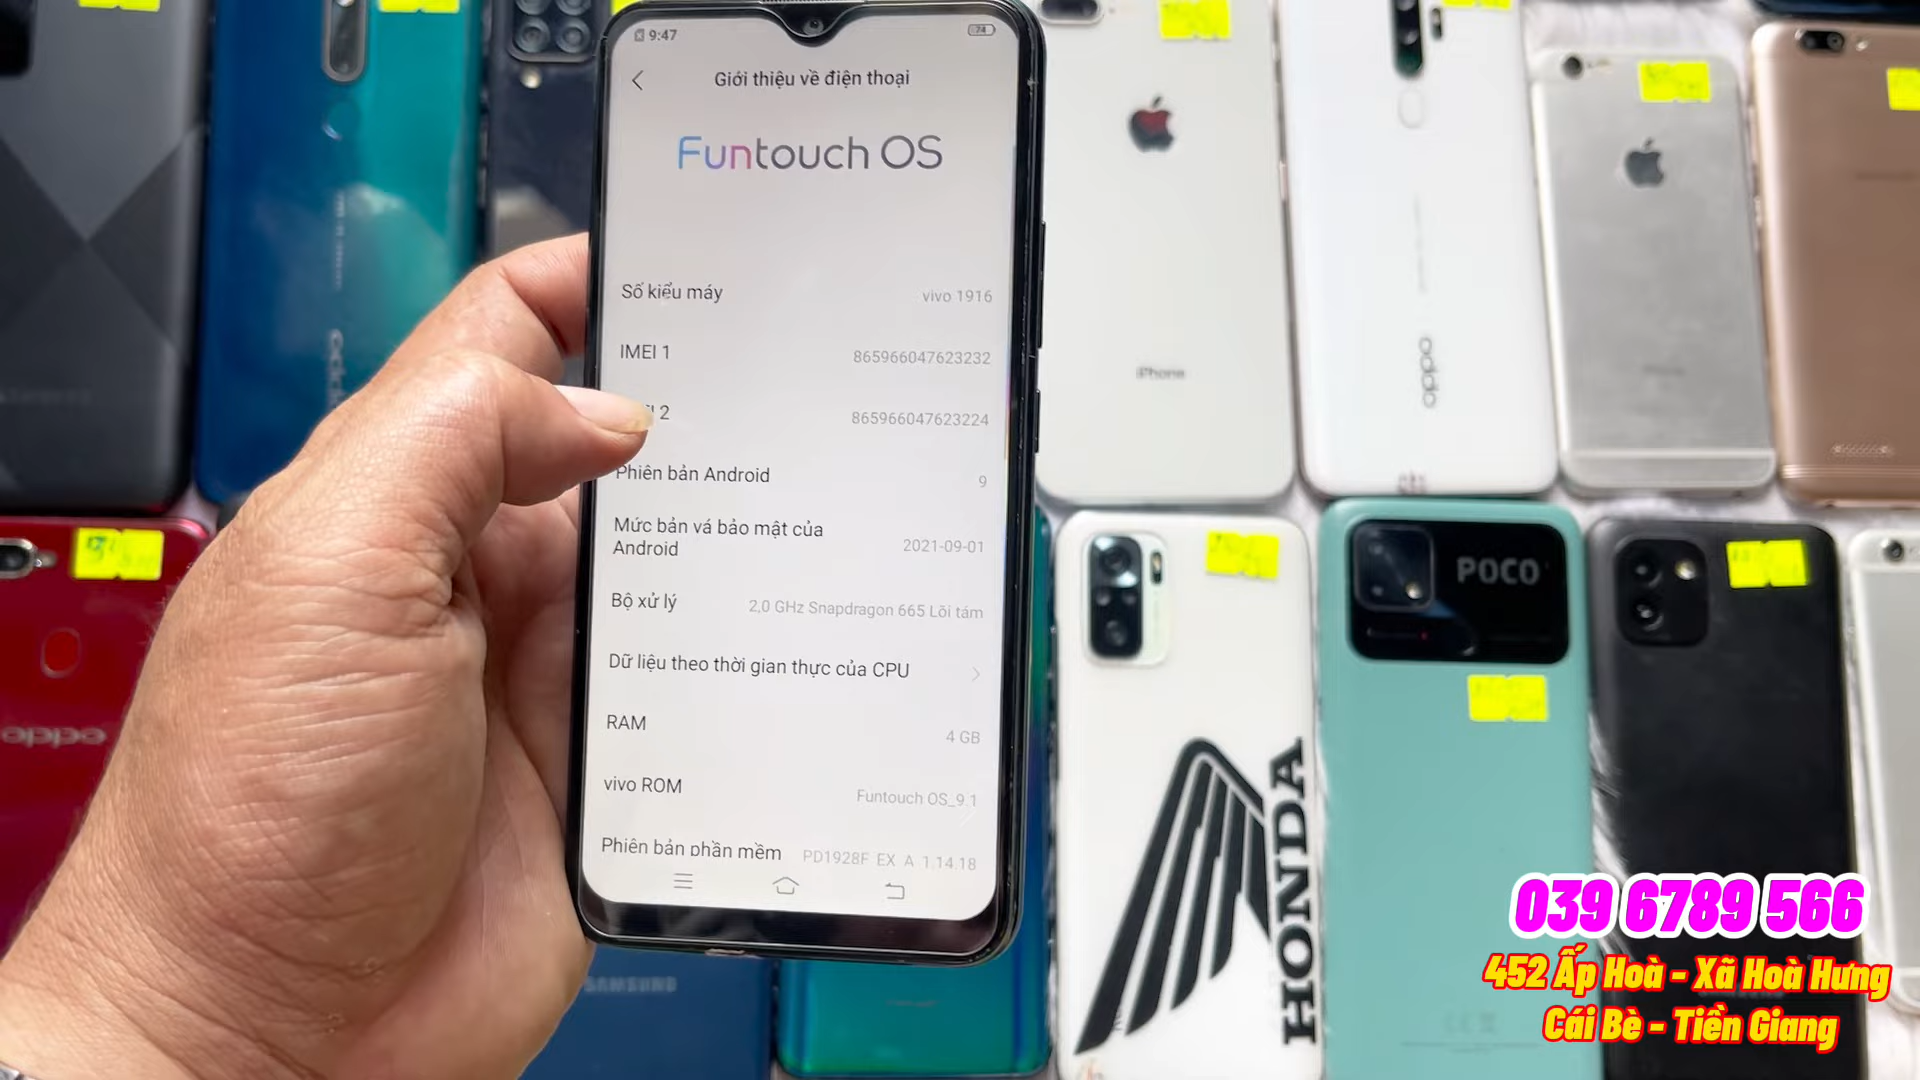 9:47
74
Giới thiệu về điện thoại
Funtouch OS
Số kiểu máy
vivo 1916
IMEI 1
865966047623232
2
865966047623224
Phiên bản Android
9
Mức bản vá bảo mật của
Android
2021-09-01
Bộ xử lý
2,0 GHz Snapdragon 665 Lõi tám
Dữ liệu theo thời gian thực của CPU
RAM
4 GB
vivo ROM
Funtouch OS_9.1
Phiên bản phần mềm
PD1928F_EX_A_1.14.18
iPhone
oppo
oppo
oppo
POCO
HONDA
SAMSUNG
039 6789 566
452 Ấp Hoà - Xã Hoà Hưng
Cái Bè - Tiền Giang